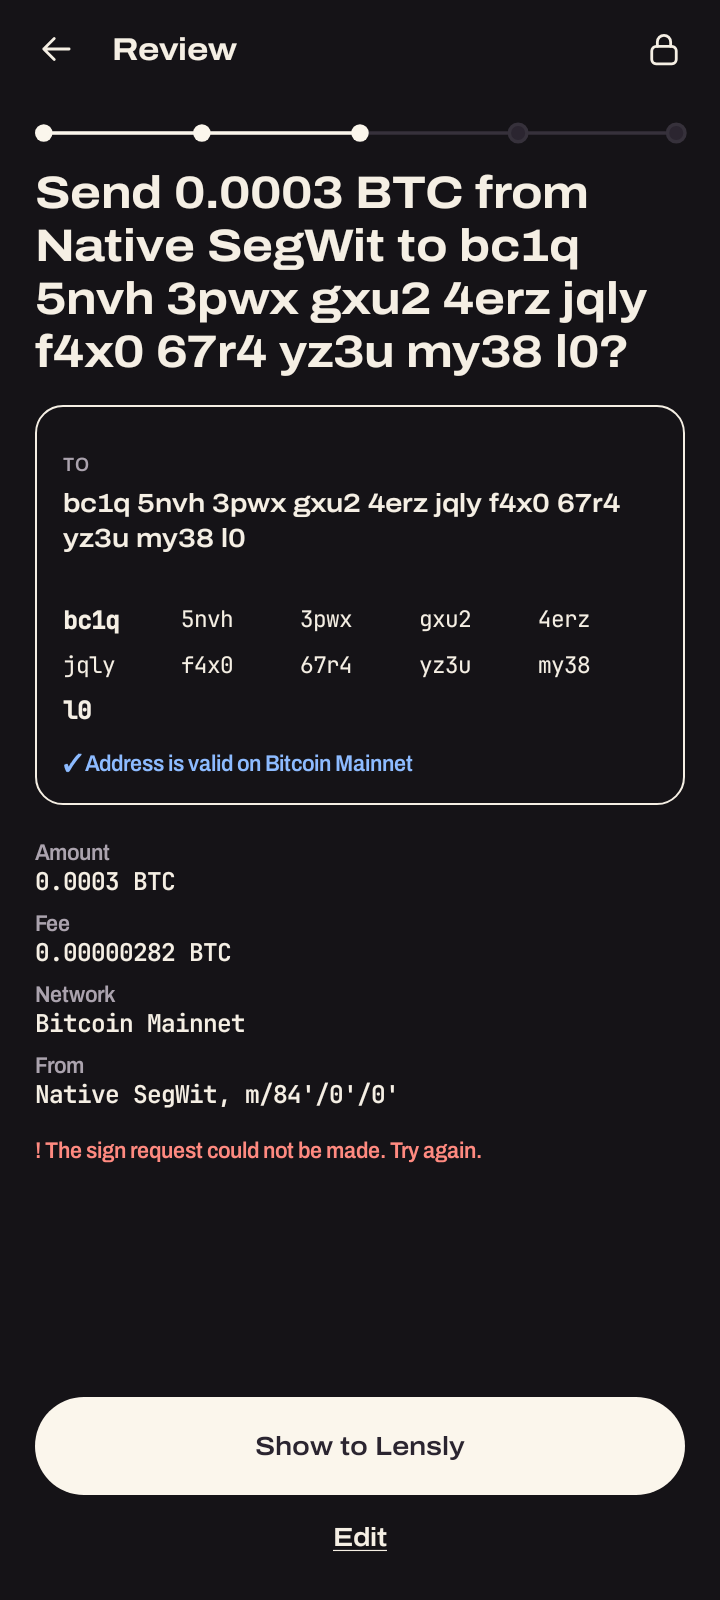 Review
Send 0.0003 BTC from
Native SegWit to bc1q
5nvh 3pwx gxu2 4erz jqly
f4x0 67r4 yz3u my38 l0?
TO
bc1q 5nvh 3pwx gxu2 4erz jqly f4x0 67r4
yz3u my38 l0
bc1q 5nvh 3pwx gxu2 4erz
jqly f4x0 67r4 yz3u my38
l0
✓ Address is valid on Bitcoin Mainnet
Amount
0.0003 BTC
Fee
0.00000282 BTC
Network
Bitcoin Mainnet
From
Native SegWit, m/84'/0'/0'
! The sign request could not be made. Try again.
Show to Lensly
Edit